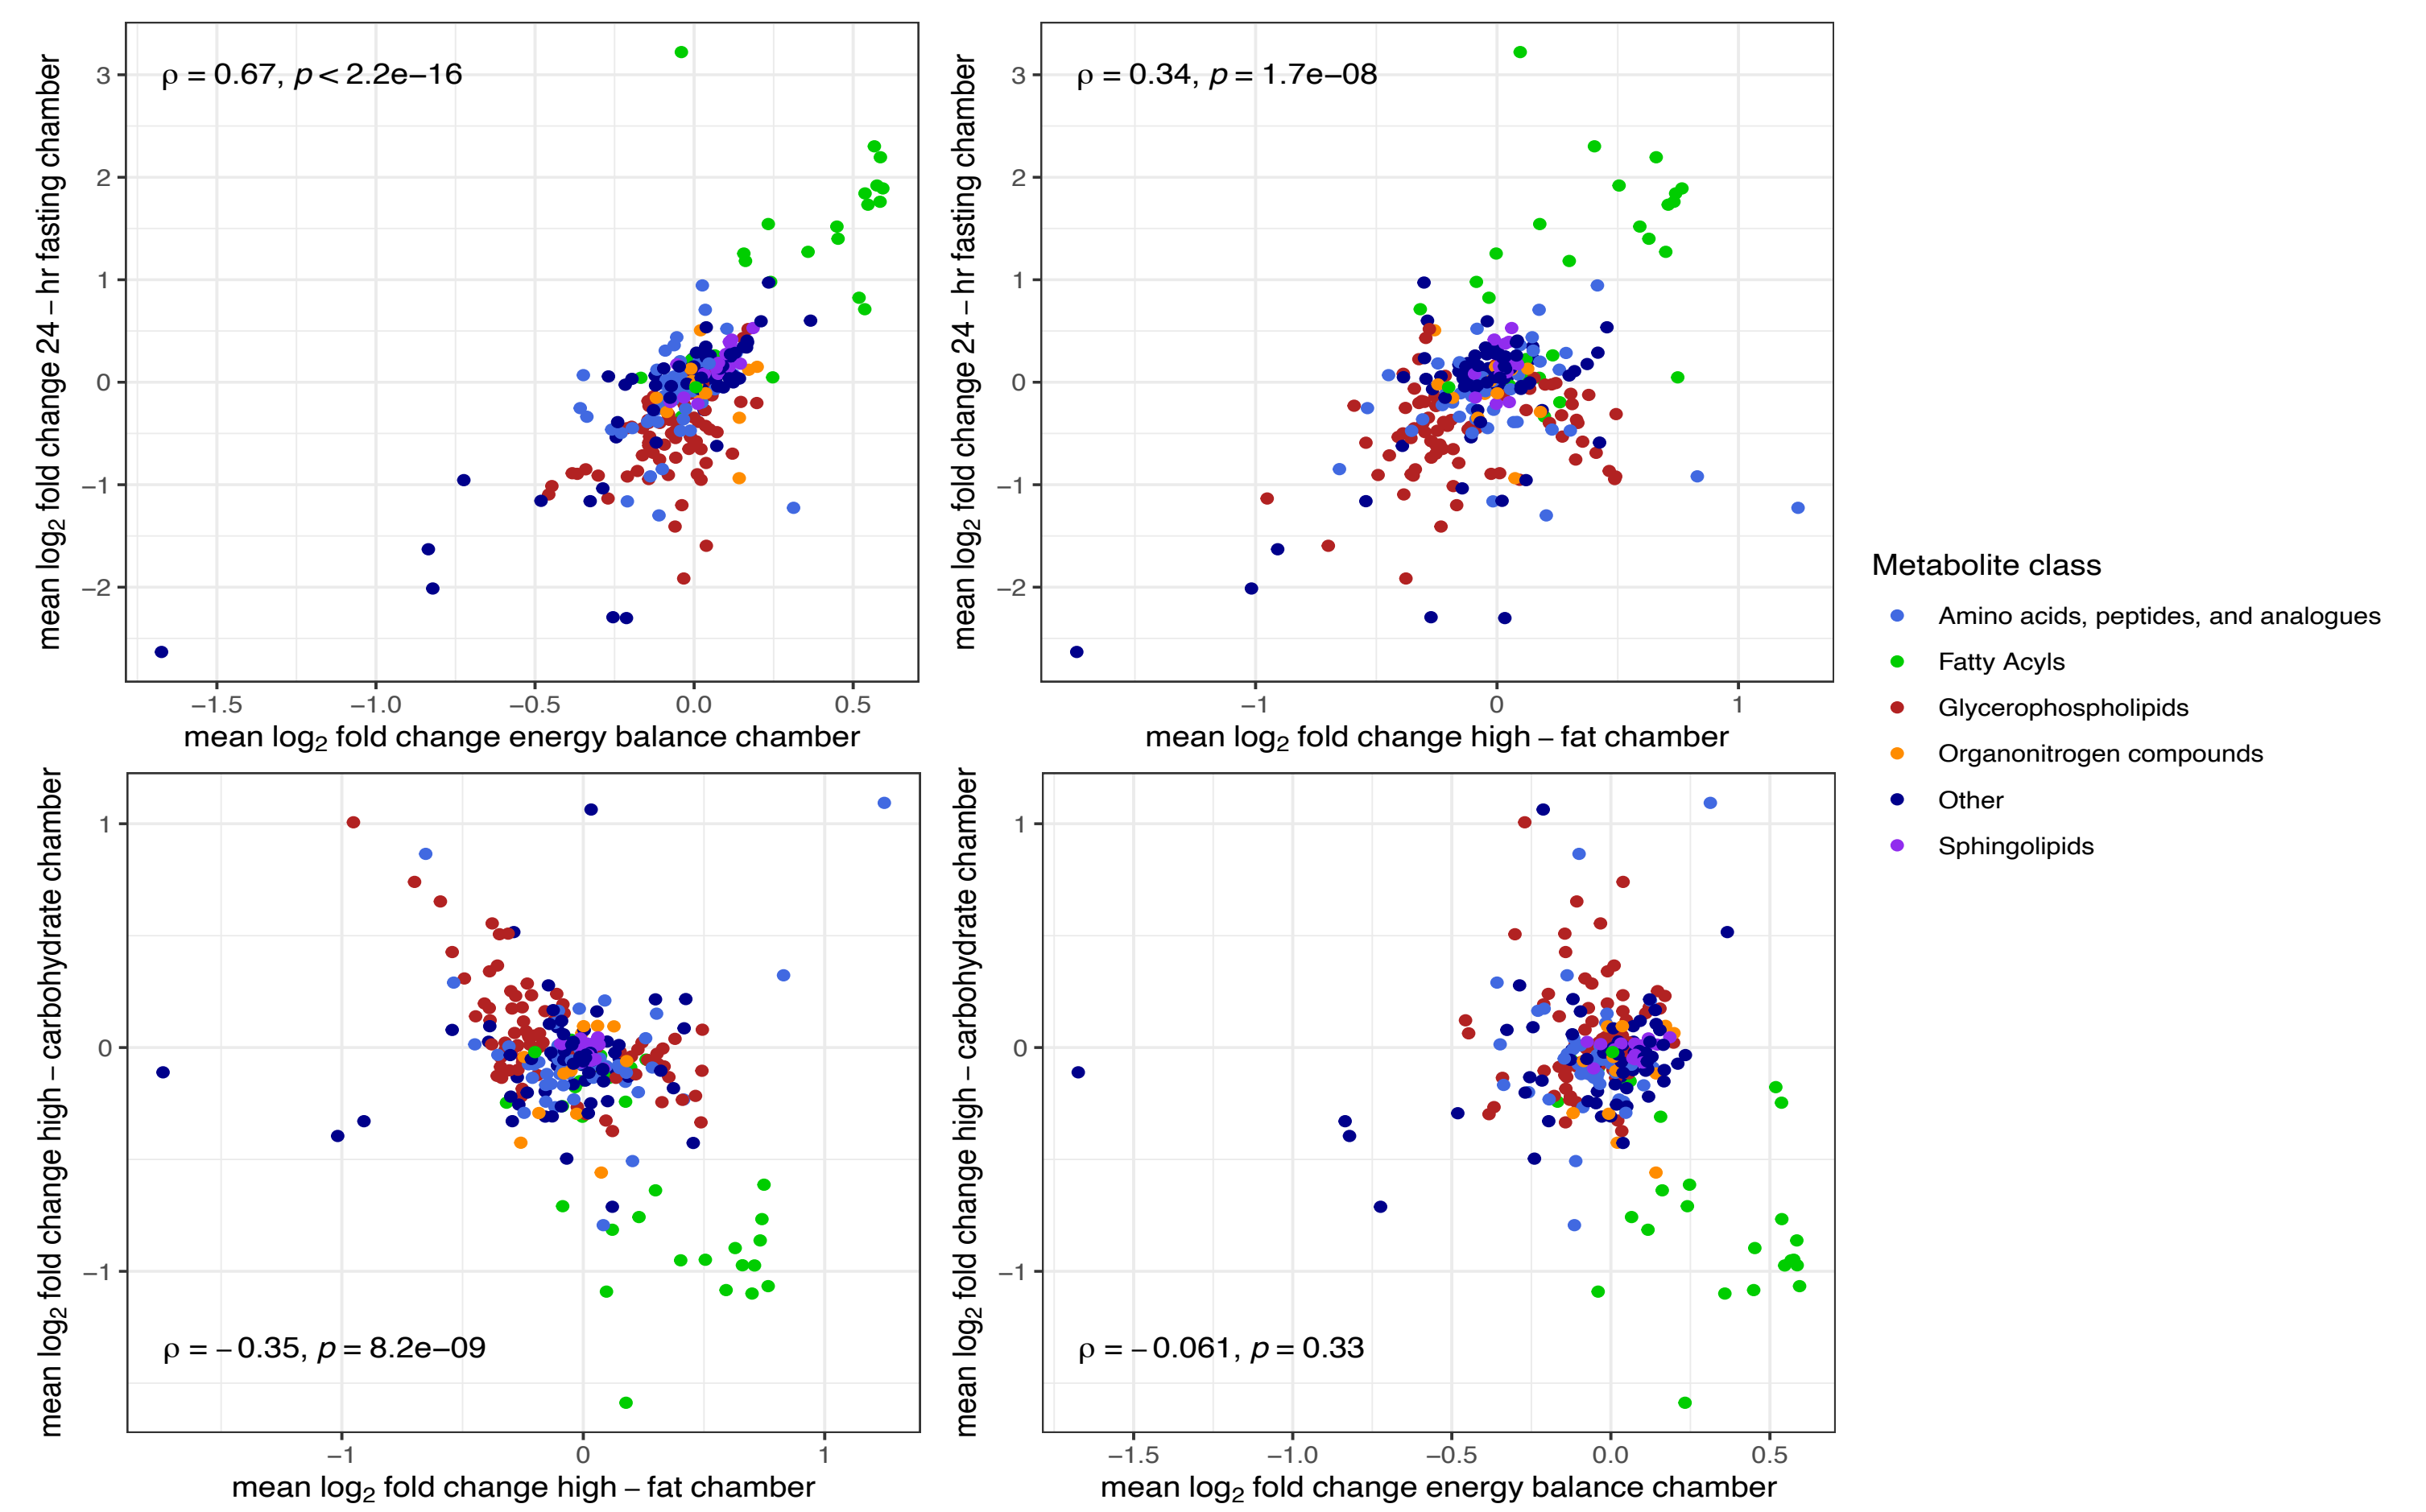 mean log2 fold change 24 – hr fasting chamber
ρ = 0.67, p < 2.2e−16
3
2
1
0
−1
−2
−1.5 −1.0 −0.5 0.0 0.5
mean log2 fold change energy balance chamber
mean log2 fold change 24 – hr fasting chamber
ρ = 0.34, p = 1.7e−08
3
2
1
0
−1
−2
−1 0 1
mean log2 fold change high – fat chamber
Metabolite class
Amino acids, peptides, and analogues
Fatty Acyls
Glycerophospholipids
Organonitrogen compounds
Other
Sphingolipids
mean log2 fold change high – carbohydrate chamber
1
0
−1
ρ = − 0.35, p = 8.2e−09
−1 0 1
mean log2 fold change high – fat chamber
mean log2 fold change high – carbohydrate chamber
1
0
−1
ρ = − 0.061, p = 0.33
−1.5 −1.0 −0.5 0.0 0.5
mean log2 fold change energy balance chamber